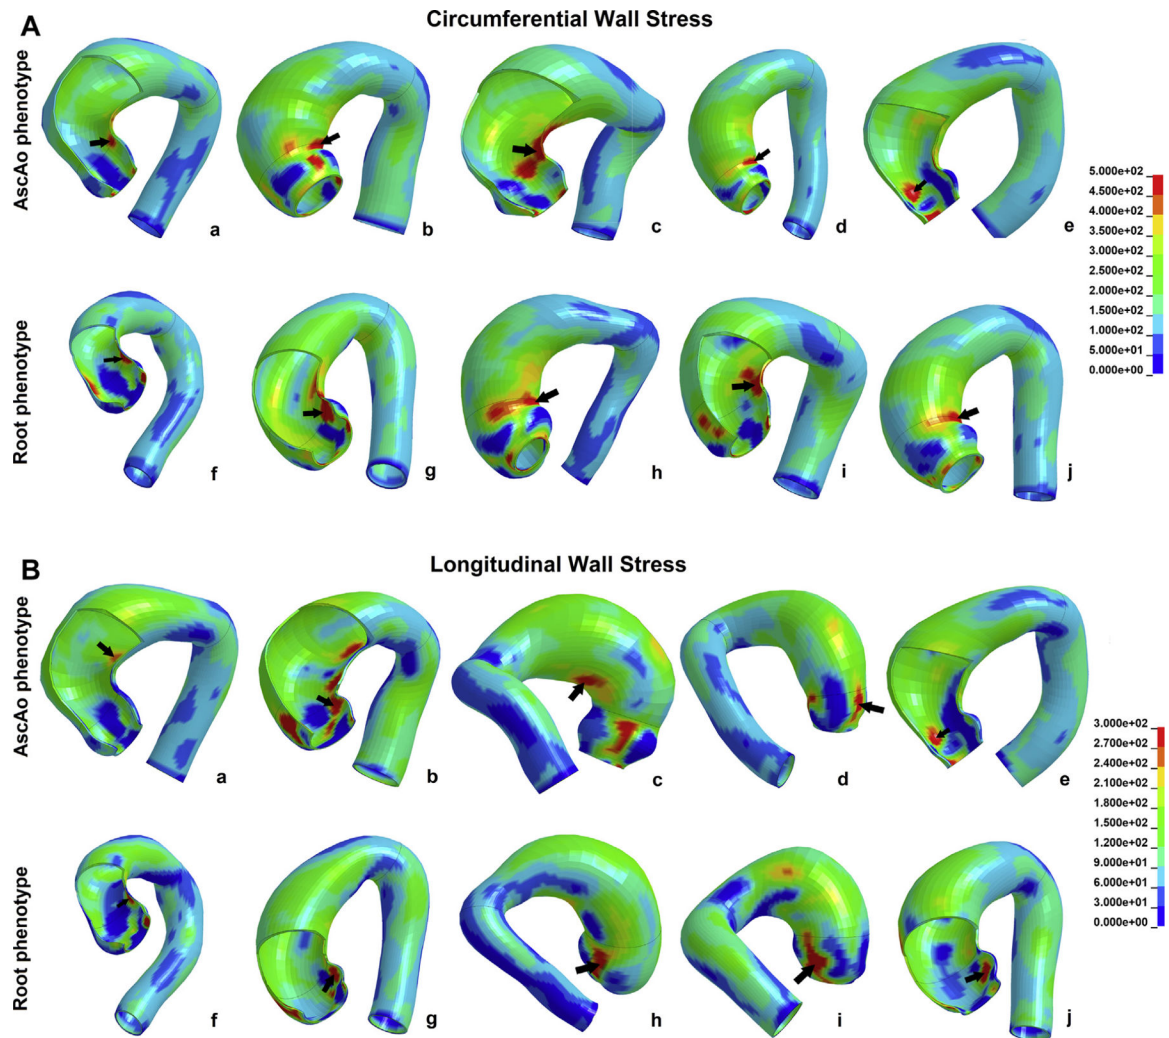 A
Circumferential Wall Stress
AscAo phenotype
a
b
c
d
e
5.000e+02
4.500e+02
4.000e+02
3.500e+02
3.000e+02
2.500e+02
2.000e+02
1.500e+02
1.000e+02
5.000e+01
0.000e+00
Root phenotype
f
g
h
i
j
B
Longitudinal Wall Stress
AscAo phenotype
a
b
c
d
e
3.000e+02
2.700e+02
2.400e+02
2.100e+02
1.800e+02
1.500e+02
1.200e+02
9.000e+01
6.000e+01
3.000e+01
0.000e+00
Root phenotype
f
g
h
i
j